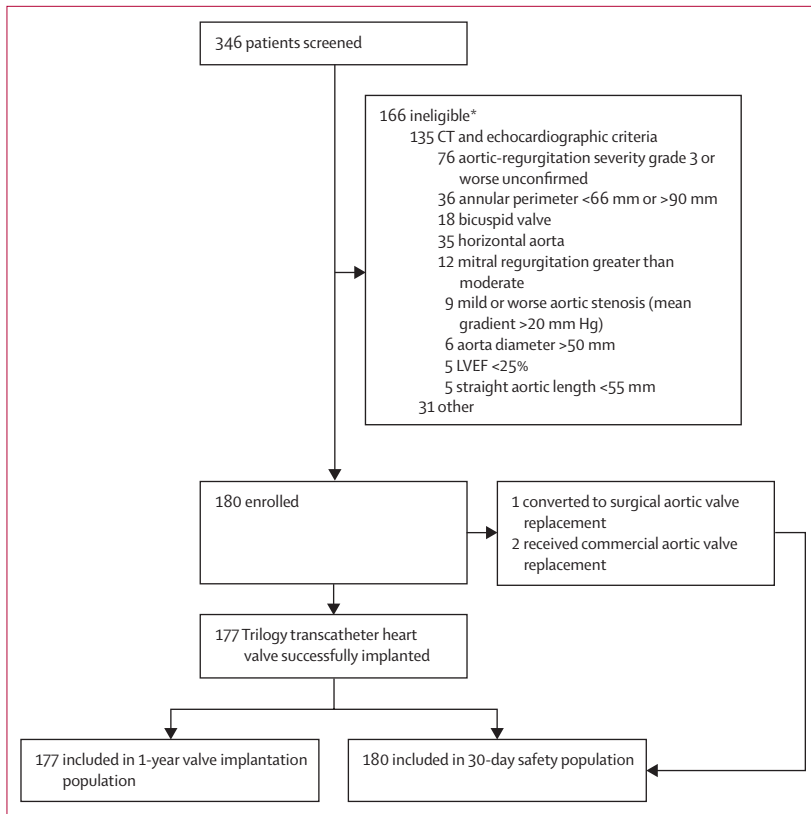 346 patients screened
166 ineligible*
135 CT and echocardiographic criteria
76 aortic-regurgitation severity grade 3 or
worse unconfirmed
36 annular perimeter <66 mm or >90 mm
18 bicuspid valve
35 horizontal aorta
12 mitral regurgitation greater than
moderate
9 mild or worse aortic stenosis (mean
gradient >20 mm Hg)
6 aorta diameter >50 mm
5 LVEF <25%
5 straight aortic length <55 mm
31 other
180 enrolled
1 converted to surgical aortic valve
replacement
2 received commercial aortic valve
replacement
177 Trilogy transcatheter heart
valve successfully implanted
177 included in 1-year valve implantation
population
180 included in 30-day safety population